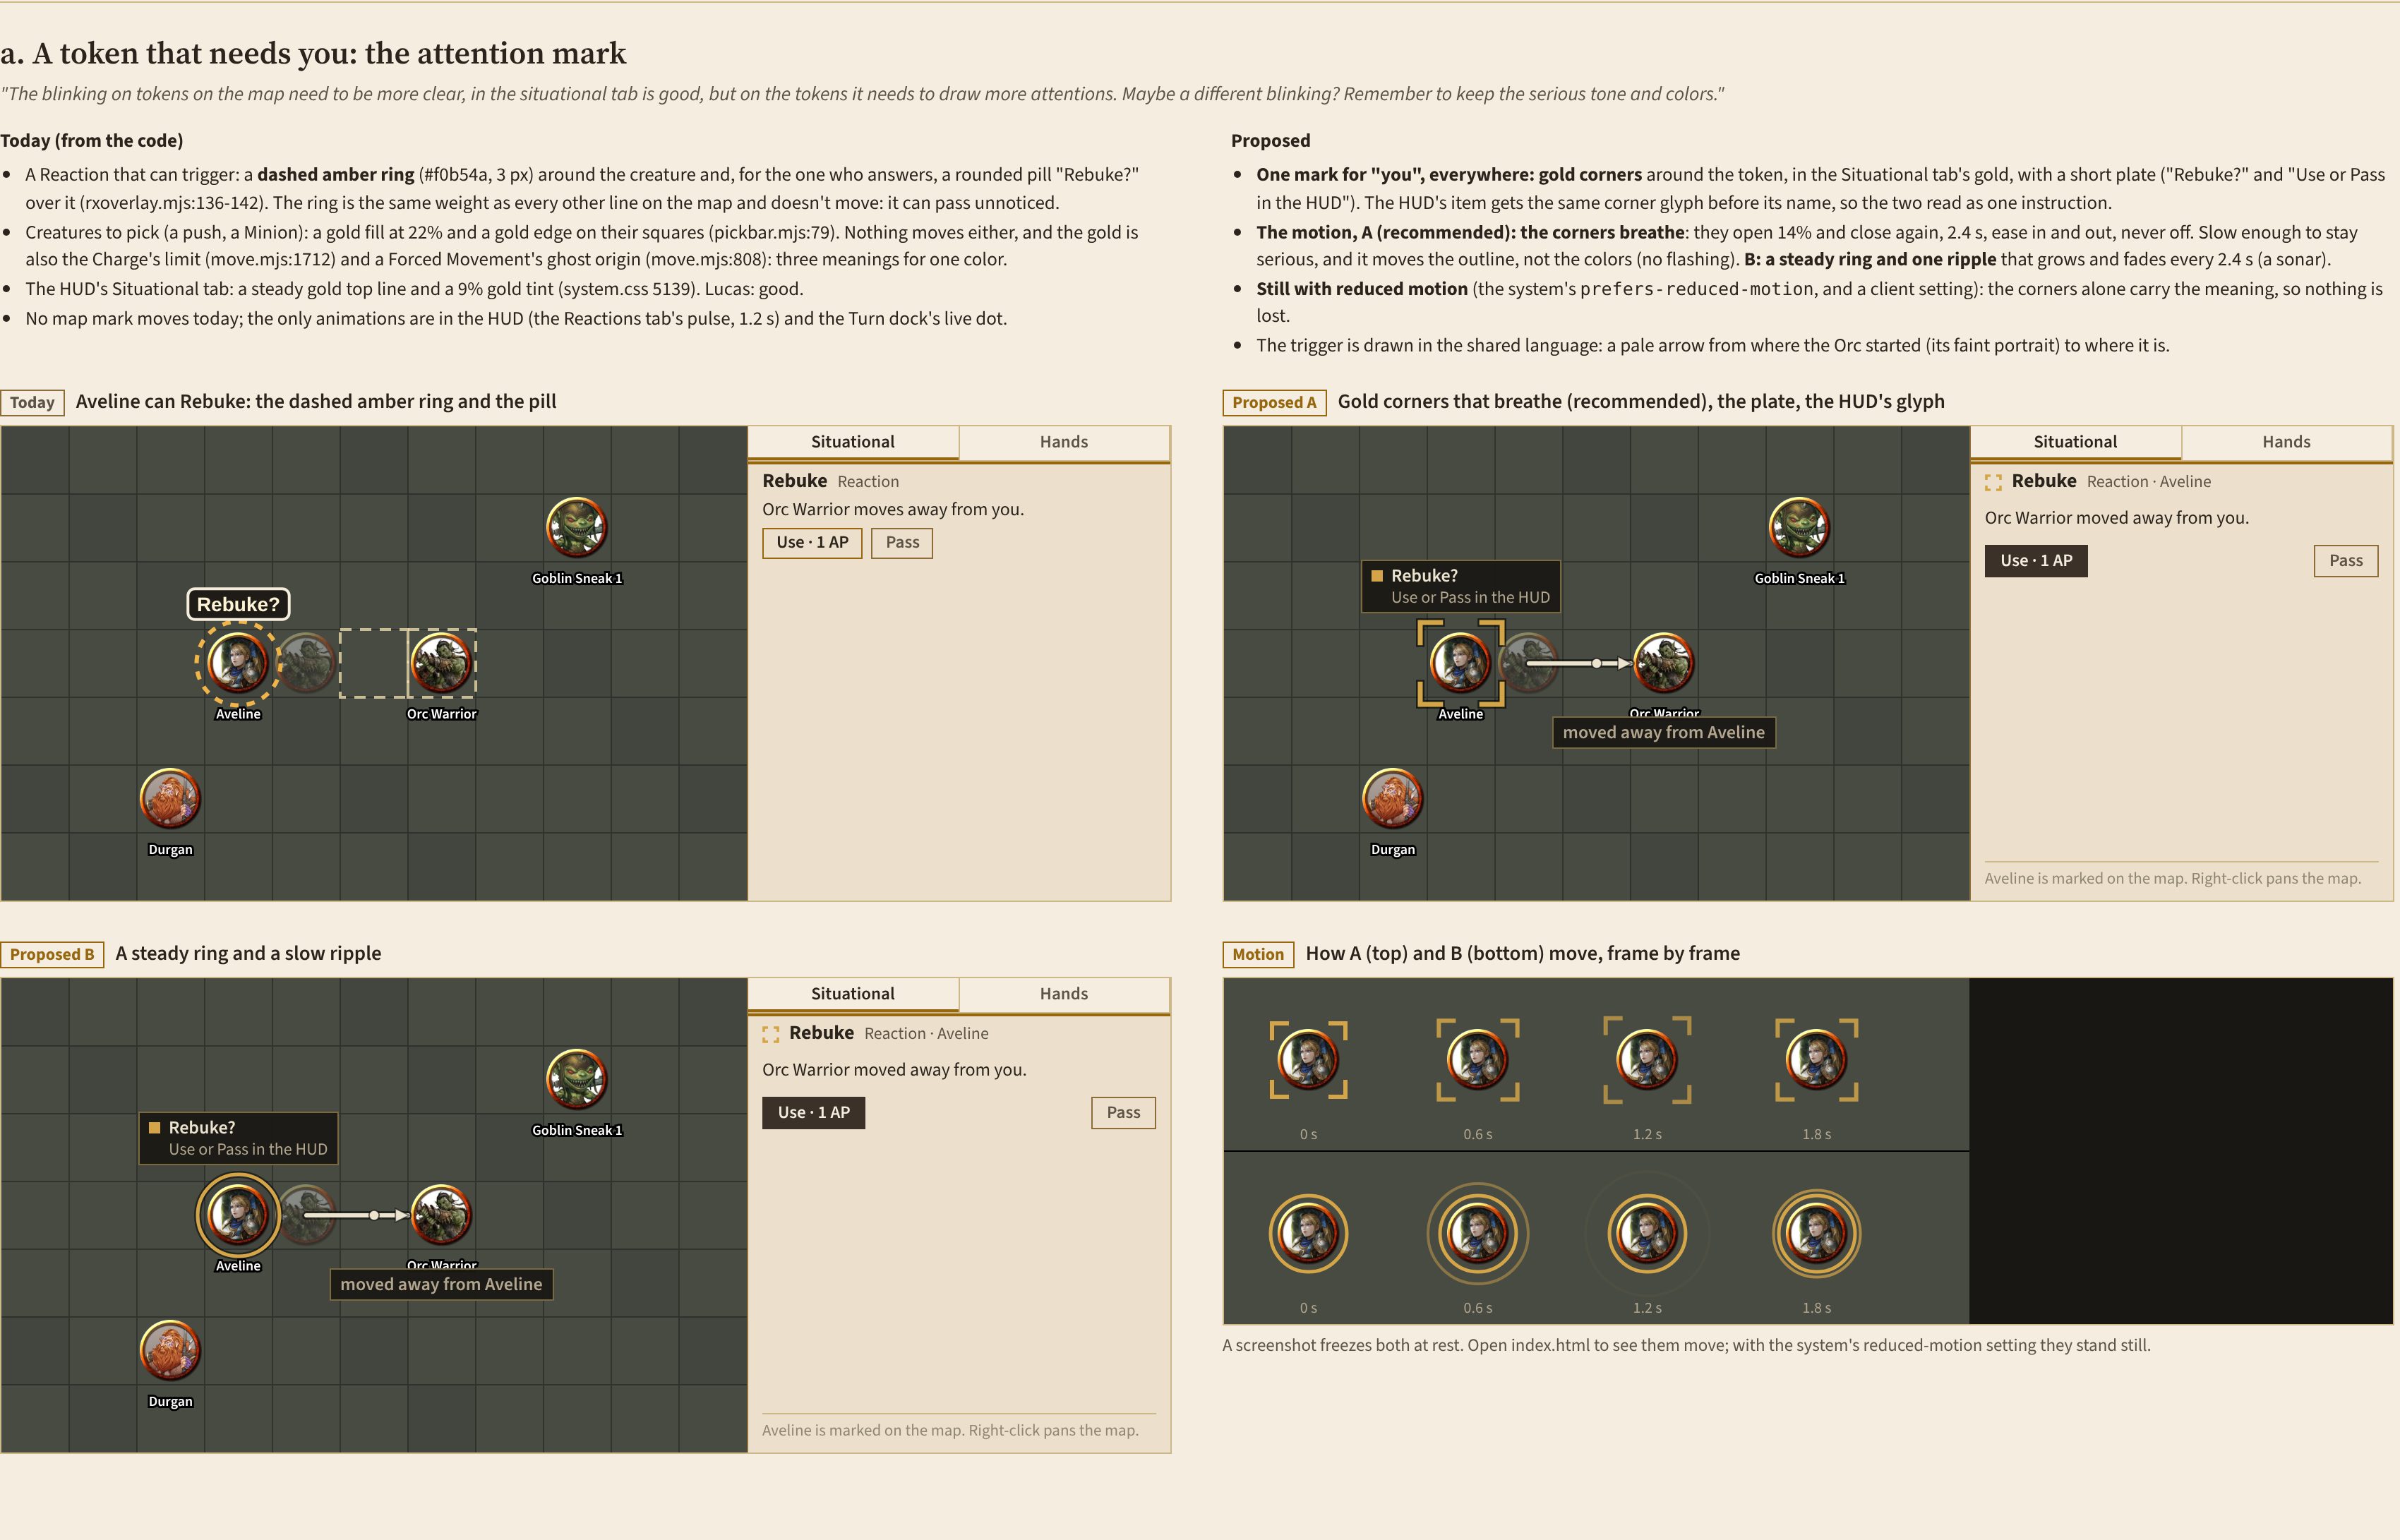 a. A token that needs you: the attention mark
"The blinking on tokens on the map need to be more clear, in the situational tab is good, but on the tokens it needs to draw more attentions. Maybe a different blinking? Remember to keep the serious tone and colors."
Today (from the code)
A Reaction that can trigger: a dashed amber ring (#f0b54a, 3 px) around the creature and, for the one who answers, a rounded pill "Rebuke?"
over it (rxoverlay.mjs:136-142). The ring is the same weight as every other line on the map and doesn't move: it can pass unnoticed.
Creatures to pick (a push, a Minion): a gold fill at 22% and a gold edge on their squares (pickbar.mjs:79). Nothing moves either, and the gold is
also the Charge's limit (move.mjs:1712) and a Forced Movement's ghost origin (move.mjs:808): three meanings for one color.
The HUD's Situational tab: a steady gold top line and a 9% gold tint (system.css 5139). Lucas: good.
No map mark moves today; the only animations are in the HUD (the Reactions tab's pulse, 1.2 s) and the Turn dock's live dot.
Proposed
One mark for "you", everywhere: gold corners around the token, in the Situational tab's gold, with a short plate ("Rebuke?" and "Use or Pass
in the HUD"). The HUD's item gets the same corner glyph before its name, so the two read as one instruction.
The motion, A (recommended): the corners breathe: they open 14% and close again, 2.4 s, ease in and out, never off. Slow enough to stay
serious, and it moves the outline, not the colors (no flashing). B: a steady ring and one ripple that grows and fades every 2.4 s (a sonar).
Still with reduced motion (the system's prefers-reduced-motion, and a client setting): the corners alone carry the meaning, so nothing is
lost.
The trigger is drawn in the shared language: a pale arrow from where the Orc started (its faint portrait) to where it is.
Today Aveline can Rebuke: the dashed amber ring and the pill
Situational Hands
Rebuke Reaction
Orc Warrior moves away from you.
Use · 1 AP Pass
Goblin Sneak 1
Rebuke?
Aveline Orc Warrior
Durgan
Proposed A Gold corners that breathe (recommended), the plate, the HUD's glyph
Situational Hands
Rebuke Reaction · Aveline
Orc Warrior moved away from you.
Use · 1 AP Pass
Goblin Sneak 1
Rebuke?
Use or Pass in the HUD
Aveline Orc Warrior
moved away from Aveline
Durgan
Aveline is marked on the map. Right-click pans the map.
Proposed B A steady ring and a slow ripple
Situational Hands
Rebuke Reaction · Aveline
Orc Warrior moved away from you.
Use · 1 AP Pass
Goblin Sneak 1
Rebuke?
Use or Pass in the HUD
Aveline Orc Warrior
moved away from Aveline
Durgan
Aveline is marked on the map. Right-click pans the map.
Motion How A (top) and B (bottom) move, frame by frame
0 s 0.6 s 1.2 s 1.8 s
0 s 0.6 s 1.2 s 1.8 s
A screenshot freezes both at rest. Open index.html to see them move; with the system's reduced-motion setting they stand still.